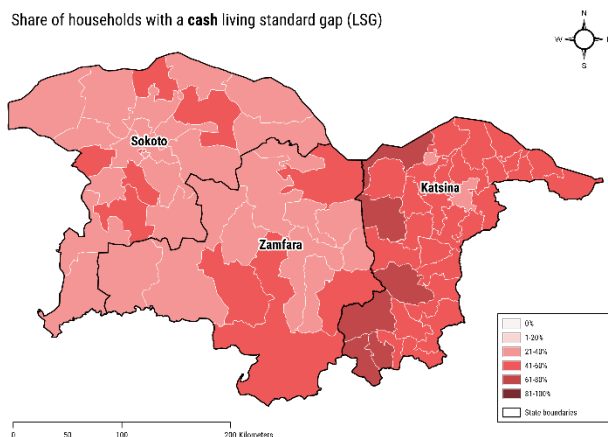 Share of households with a cash living standard gap (LSG)
N
W
E
S
Sokoto
Katsina
Zamfara
0%
1-20%
21-40%
41-60%
61-80%
81-100%
State boundaries
0 50 100 200 Kilometers